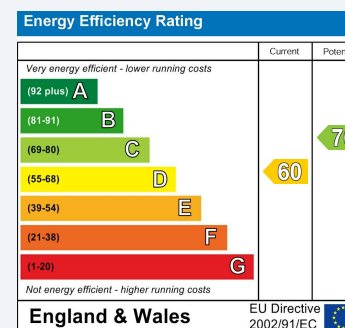 Energy Efficiency Rating
Current
Very energy efficient - lower running costs
(92 plus) A
(81-91) B
(69-80) C
(55-68) D
60
(39-54) E
(21-38) F
(1-20) G
Not energy efficient - higher running costs
England & Wales
EU Directive
2002/91/EC